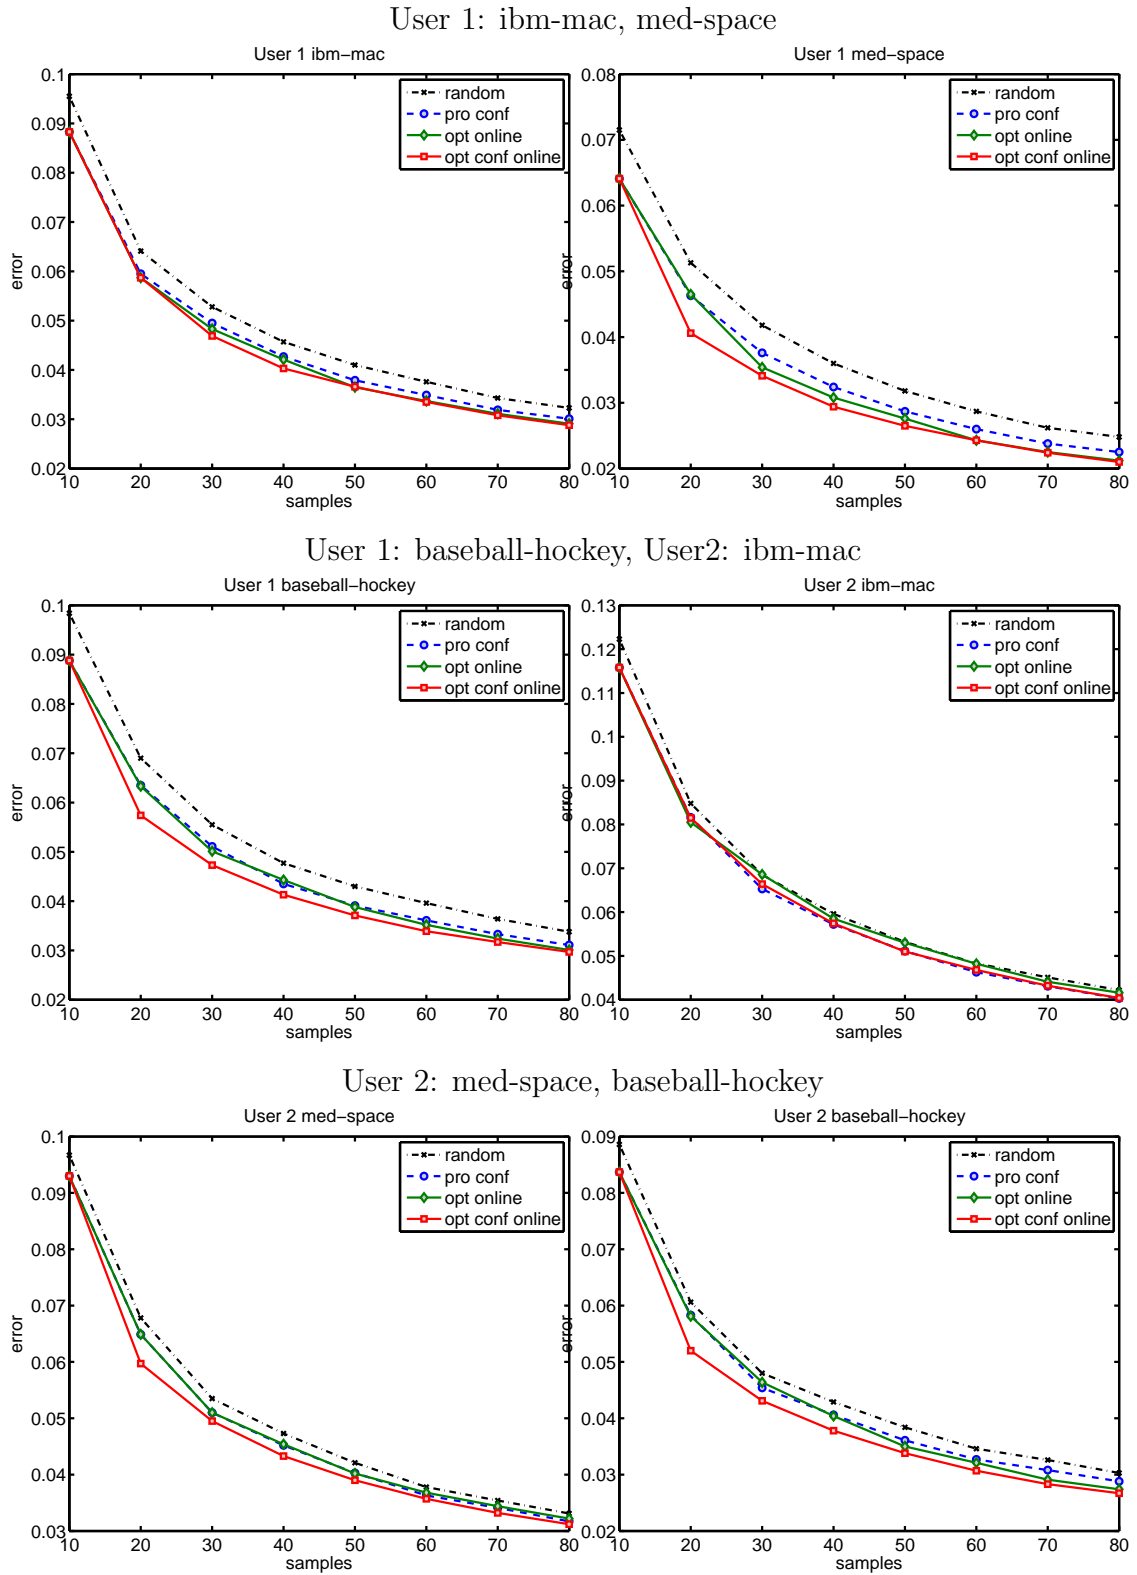 User 1: ibm-mac, med-space
User 1 ibm−mac
0.1
0.09
0.08
0.07
0.06
0.05
0.04
0.03
0.02
error
10 20 30 40 50 60 70 80
samples
random
pro conf
opt online
opt conf online
User 1 med−space
0.08
0.07
0.06
0.05
0.04
0.03
0.02
error
10 20 30 40 50 60 70 80
samples
random
pro conf
opt online
opt conf online
User 1: baseball-hockey, User2: ibm-mac
User 1 baseball−hockey
0.1
0.09
0.08
0.07
0.06
0.05
0.04
0.03
0.02
error
10 20 30 40 50 60 70 80
samples
random
pro conf
opt online
opt conf online
User 2 ibm−mac
0.13
0.12
0.11
0.1
0.09
0.08
0.07
0.06
0.05
0.04
error
10 20 30 40 50 60 70 80
samples
random
pro conf
opt online
opt conf online
User 2: med-space, baseball-hockey
User 2 med−space
0.1
0.09
0.08
0.07
0.06
0.05
0.04
0.03
error
10 20 30 40 50 60 70 80
samples
random
pro conf
opt online
opt conf online
User 2 baseball−hockey
0.09
0.08
0.07
0.06
0.05
0.04
0.03
0.02
error
10 20 30 40 50 60 70 80
samples
random
pro conf
opt online
opt conf online